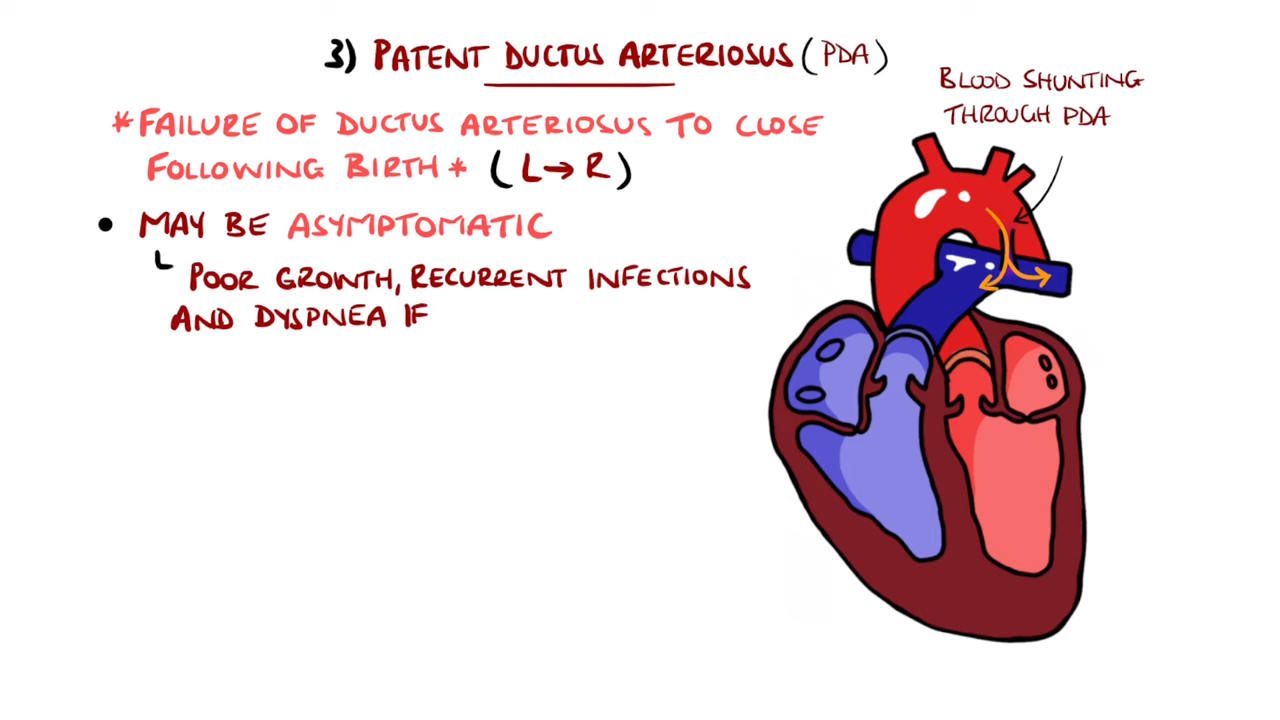 3) PATENT DUCTUS ARTERIOSUS (PDA)
BLOOD SHUNTING
THROUGH PDA
*FAILURE OF DUCTUS ARTERIOSUS TO CLOSE
FOLLOWING BIRTH* (L→R)
• MAY BE ASYMPTOMATIC
POOR GROWTH, RECURRENT INFECTIONS
AND DYSPNEA IF